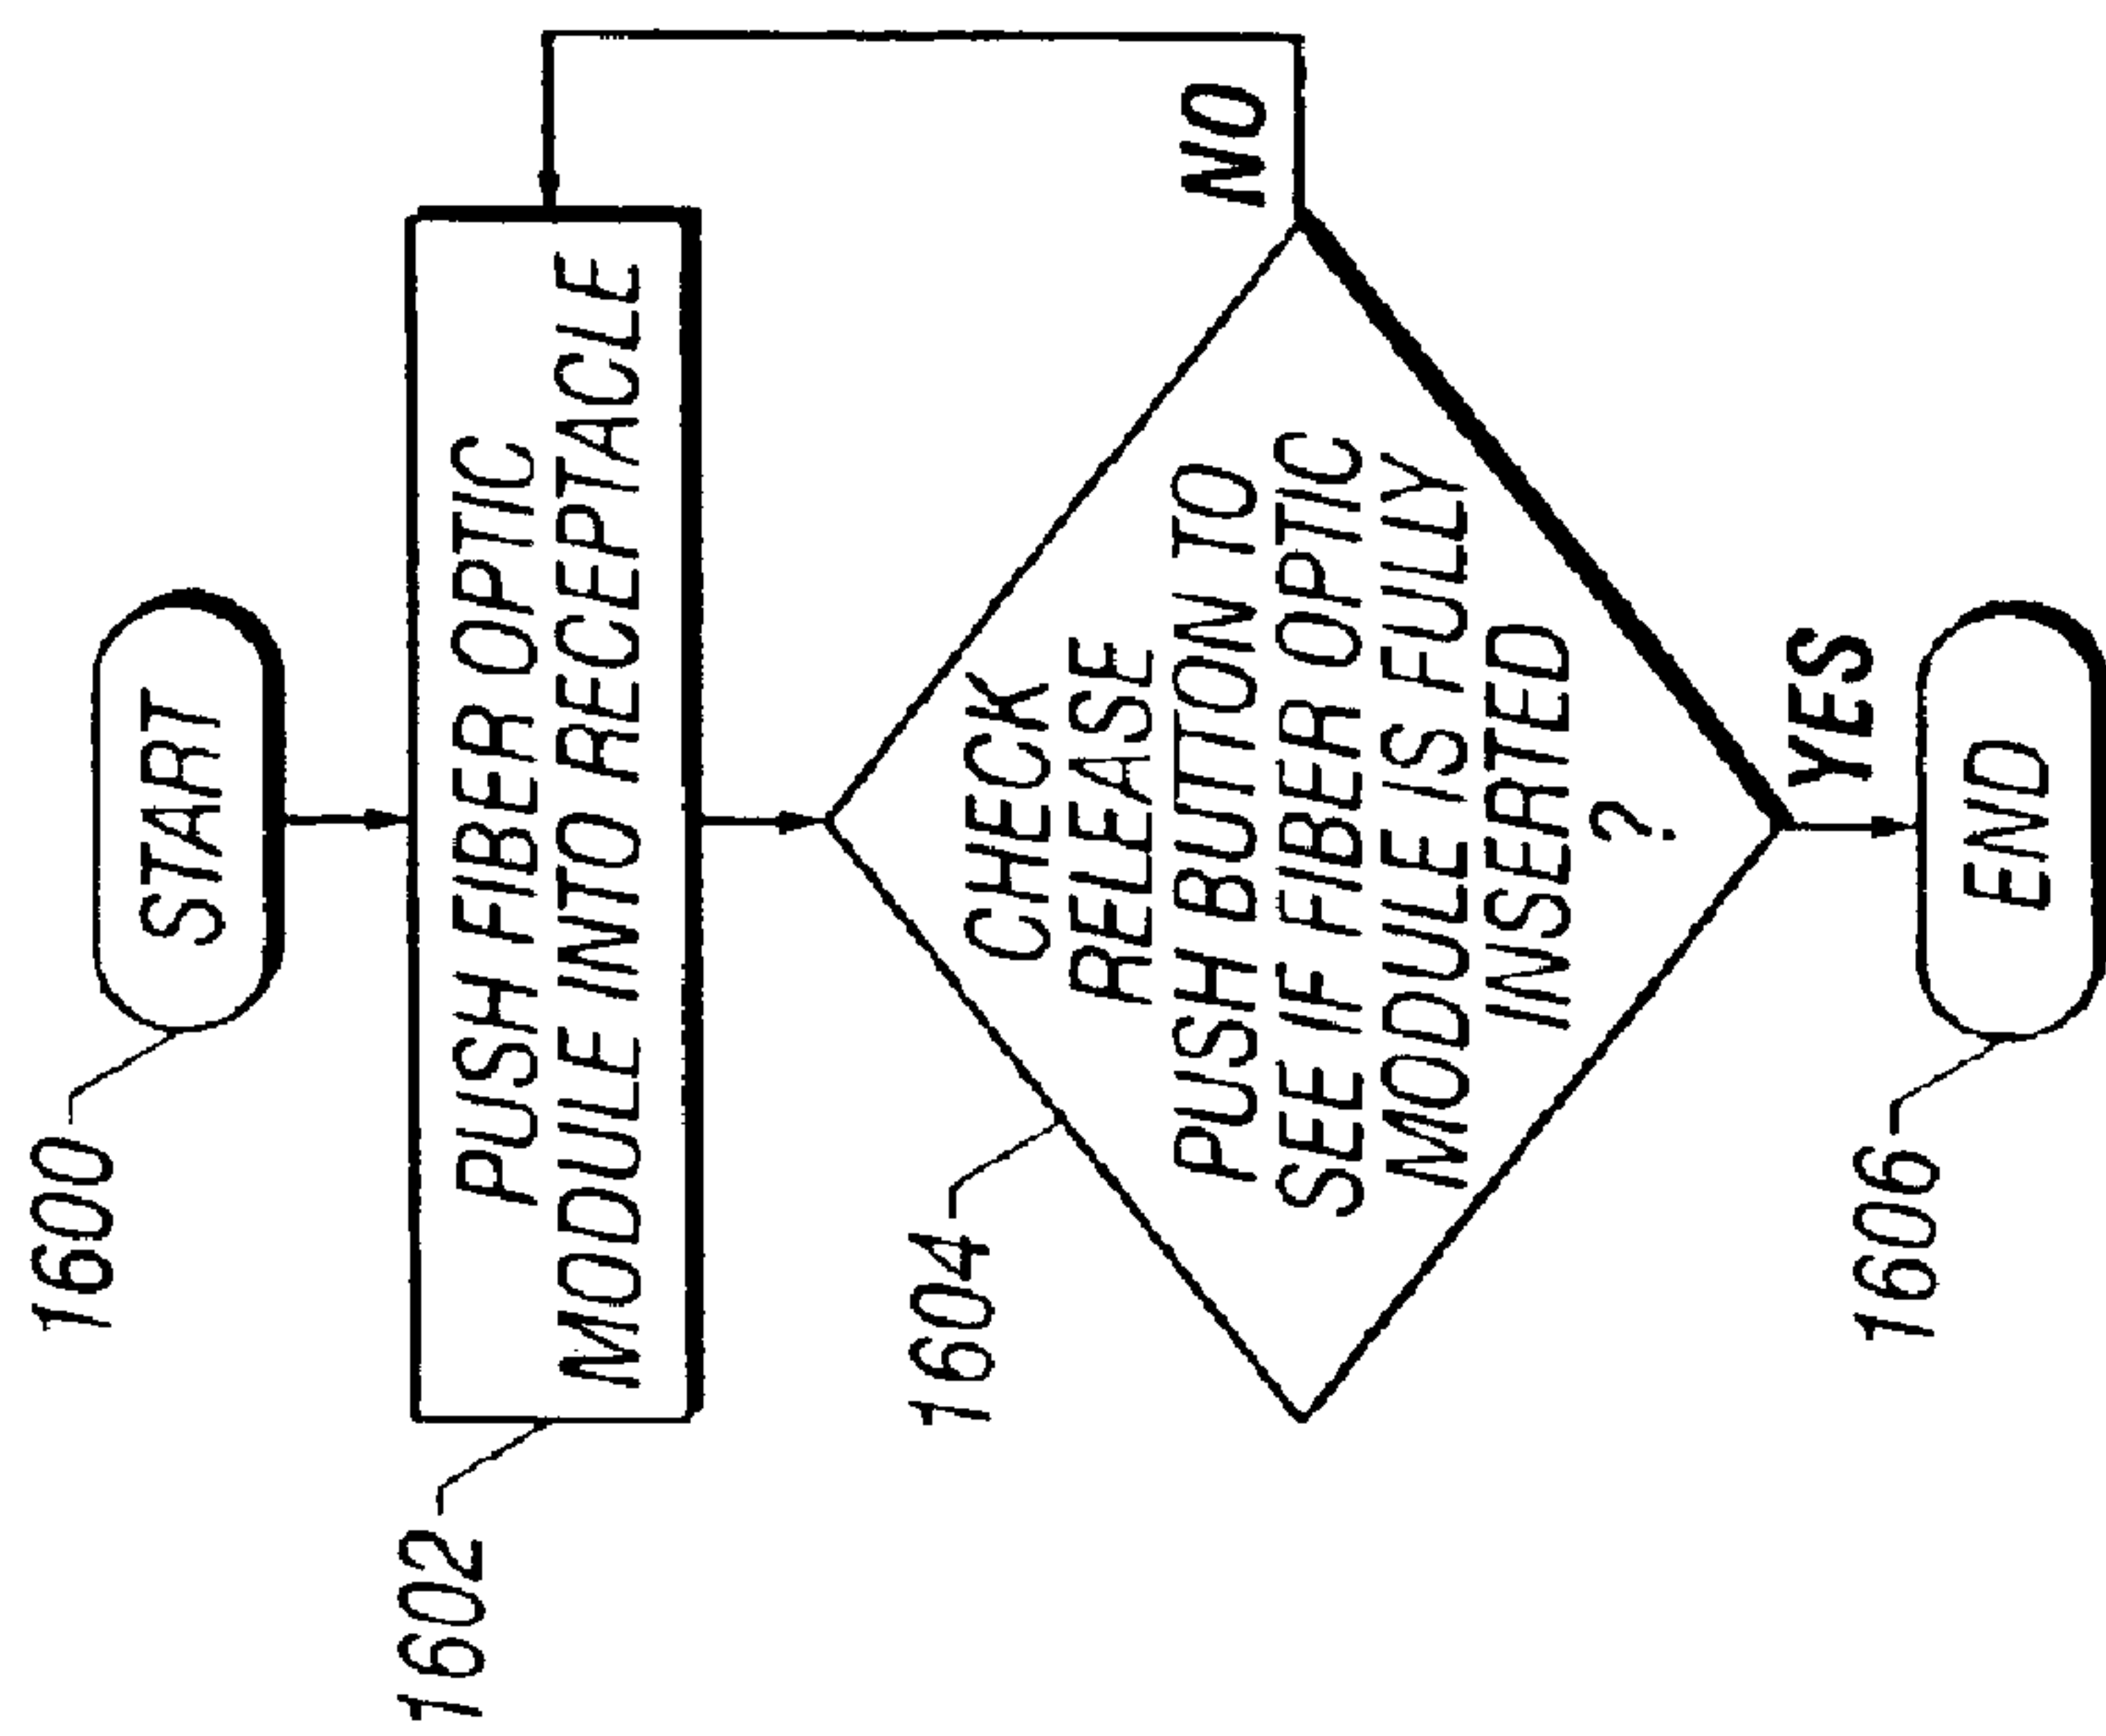 1600
START
1602
PUSH FIBER OPTIC
MODULE INTO RECEPTACLE
1604
CHECK
RELEASE
PUSH BUTTON TO
SEE IF FIBER OPTIC
MODULE IS FULLY
INSERTED
?
NO
YES
1606
END